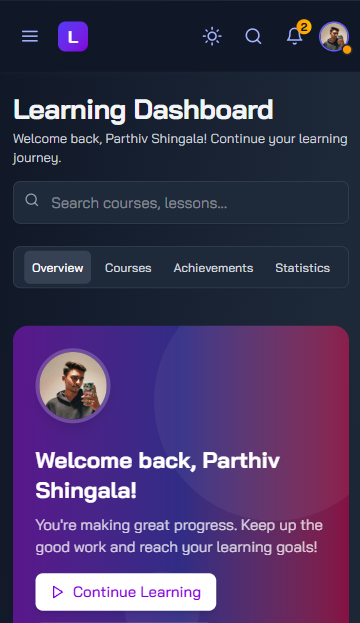 L
2
Learning Dashboard
Welcome back, Parthiv Shingala! Continue your learning
journey.
Search courses, lessons...
Overview
Courses
Achievements
Statistics
Welcome back, Parthiv
Shingala!
You're making great progress. Keep up the
good work and reach your learning goals!
Continue Learning